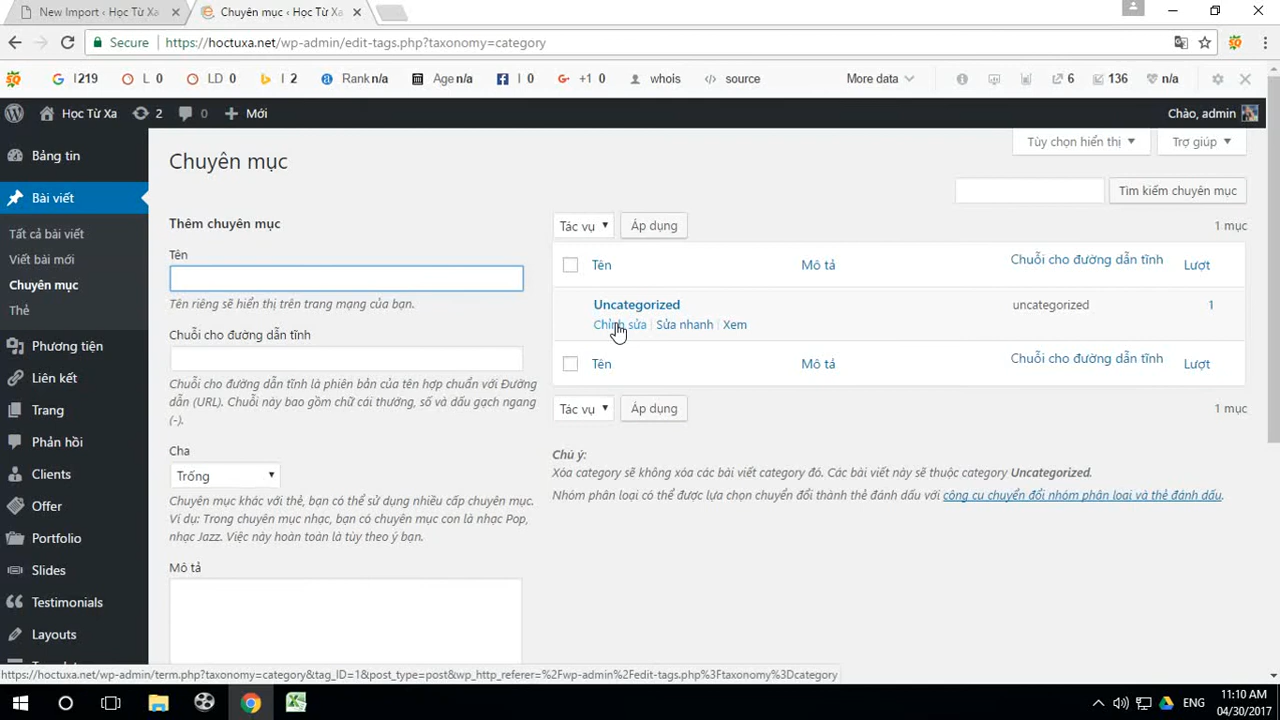 New Import ‹ Học Từ Xa
Chuyên mục ‹ Học Từ Xa
Secure
https://hoctuxa.net/wp-admin/edit-tags.php?taxonomy=category
I 219
L 0
LD 0
I 2
Rank n/a
Age n/a
I 0
+1 0
whois
source
More data
6
136
n/a
Học Từ Xa
2
0
Mới
Chào, admin
Bảng tin
Bài viết
Tất cả bài viết
Viết bài mới
Chuyên mục
Thẻ
Phương tiện
Liên kết
Trang
Phản hồi
Clients
Offer
Portfolio
Slides
Testimonials
Layouts
Tùy chọn hiển thị
Trợ giúp
Chuyên mục
Tìm kiếm chuyên mục
Thêm chuyên mục
Tên
Tên riêng sẽ hiển thị trên trang mạng của bạn.
Chuỗi cho đường dẫn tĩnh
Chuỗi cho đường dẫn tĩnh là phiên bản của tên hợp chuẩn với Đường
dẫn (URL). Chuỗi này bao gồm chữ cái thường, số và dấu gạch ngang
(-).
Cha
Trống
Chuyên mục khác với thẻ, bạn có thể sử dụng nhiều cấp chuyên mục.
Ví dụ: Trong chuyên mục nhạc, bạn có chuyên mục con là nhạc Pop,
nhạc Jazz. Việc này hoàn toàn là tùy theo ý bạn.
Mô tả
Tác vụ
Áp dụng
1 mục
Tên
Mô tả
Chuỗi cho đường dẫn tĩnh
Lượt
Uncategorized
uncategorized
1
Chỉnh sửa | Sửa nhanh | Xem
Tên
Mô tả
Chuỗi cho đường dẫn tĩnh
Lượt
Tác vụ
Áp dụng
1 mục
Chú ý:
Xóa category sẽ không xóa các bài viết category đó. Các bài viết này sẽ thuộc category Uncategorized.
Nhóm phân loại có thể được lựa chọn chuyển đổi thành thẻ đánh dấu với công cụ chuyển đổi nhóm phân loại và thẻ đánh dấu.
https://hoctuxa.net/wp-admin/term.php?taxonomy=category&tag_ID=1&post_type=post&wp_http_referer=%2Fwp-admin%2Fedit-tags.php%3Ftaxonomy%3Dcategory
ENG
11:10 AM
04/30/2017